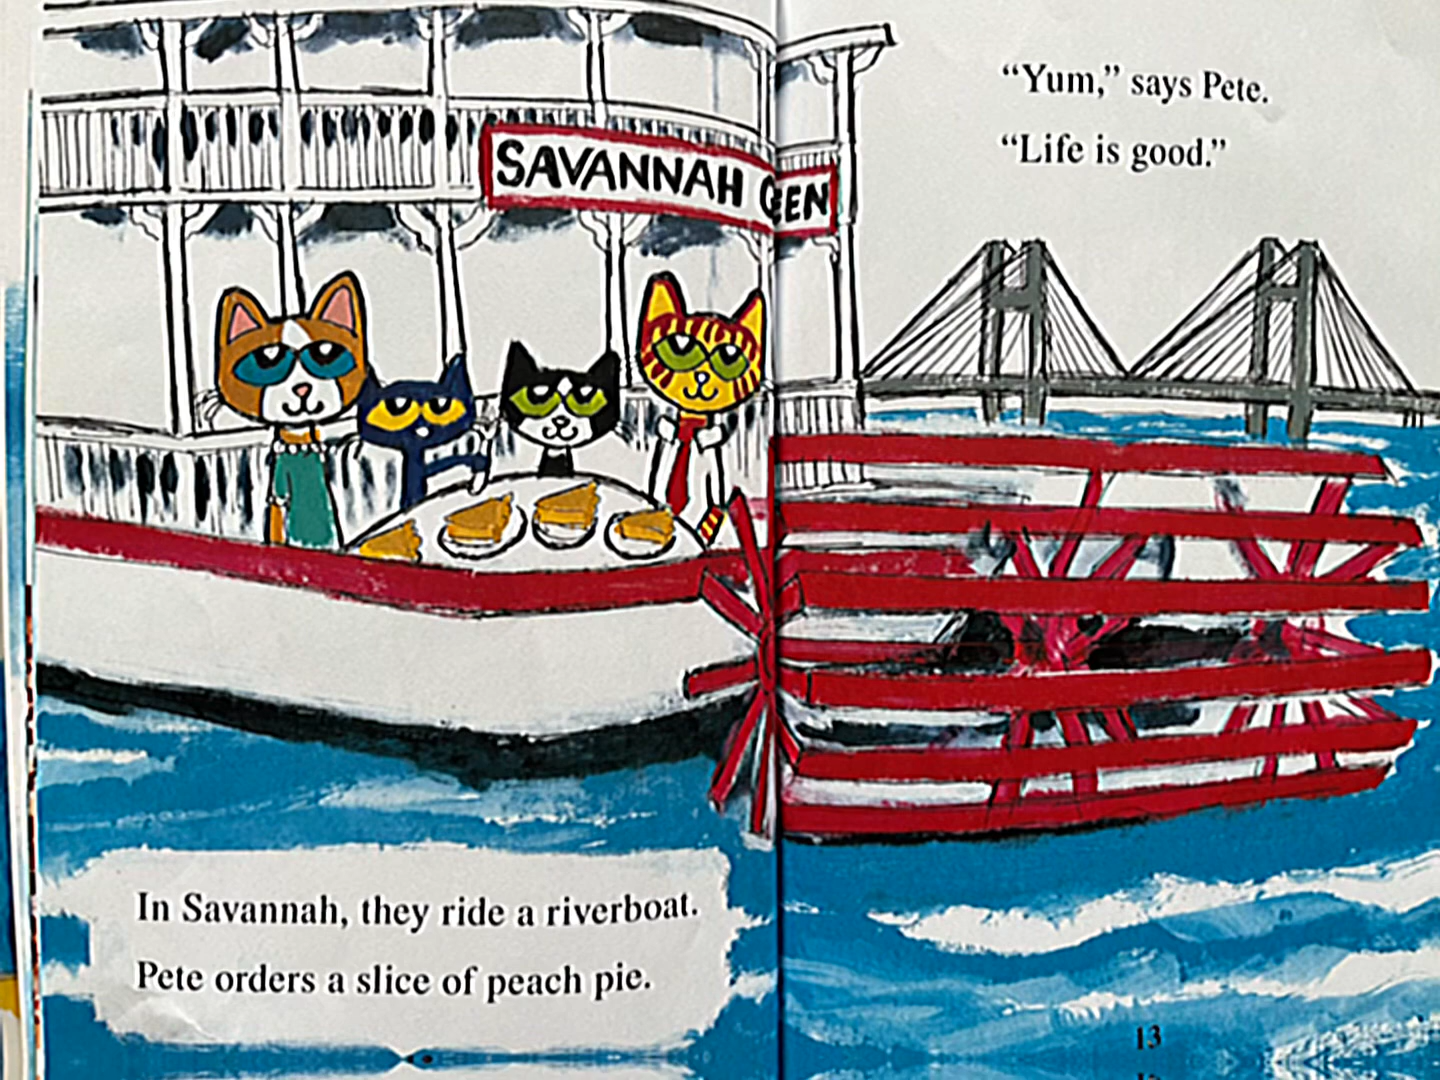 SAVANNAH EEN
In Savannah, they ride a riverboat.
Pete orders a slice of peach pie.
“Yum,” says Pete.
“Life is good.”
13